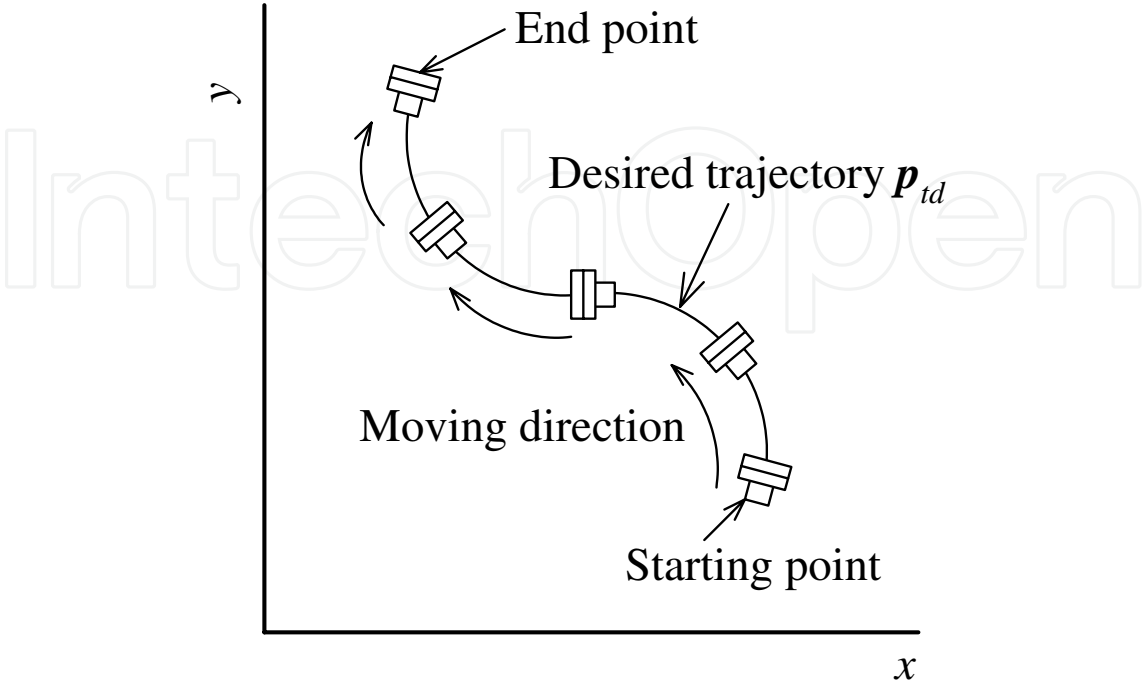 End point
y
IntechOpen
Desired trajectory p_td
Moving direction
Starting point
x